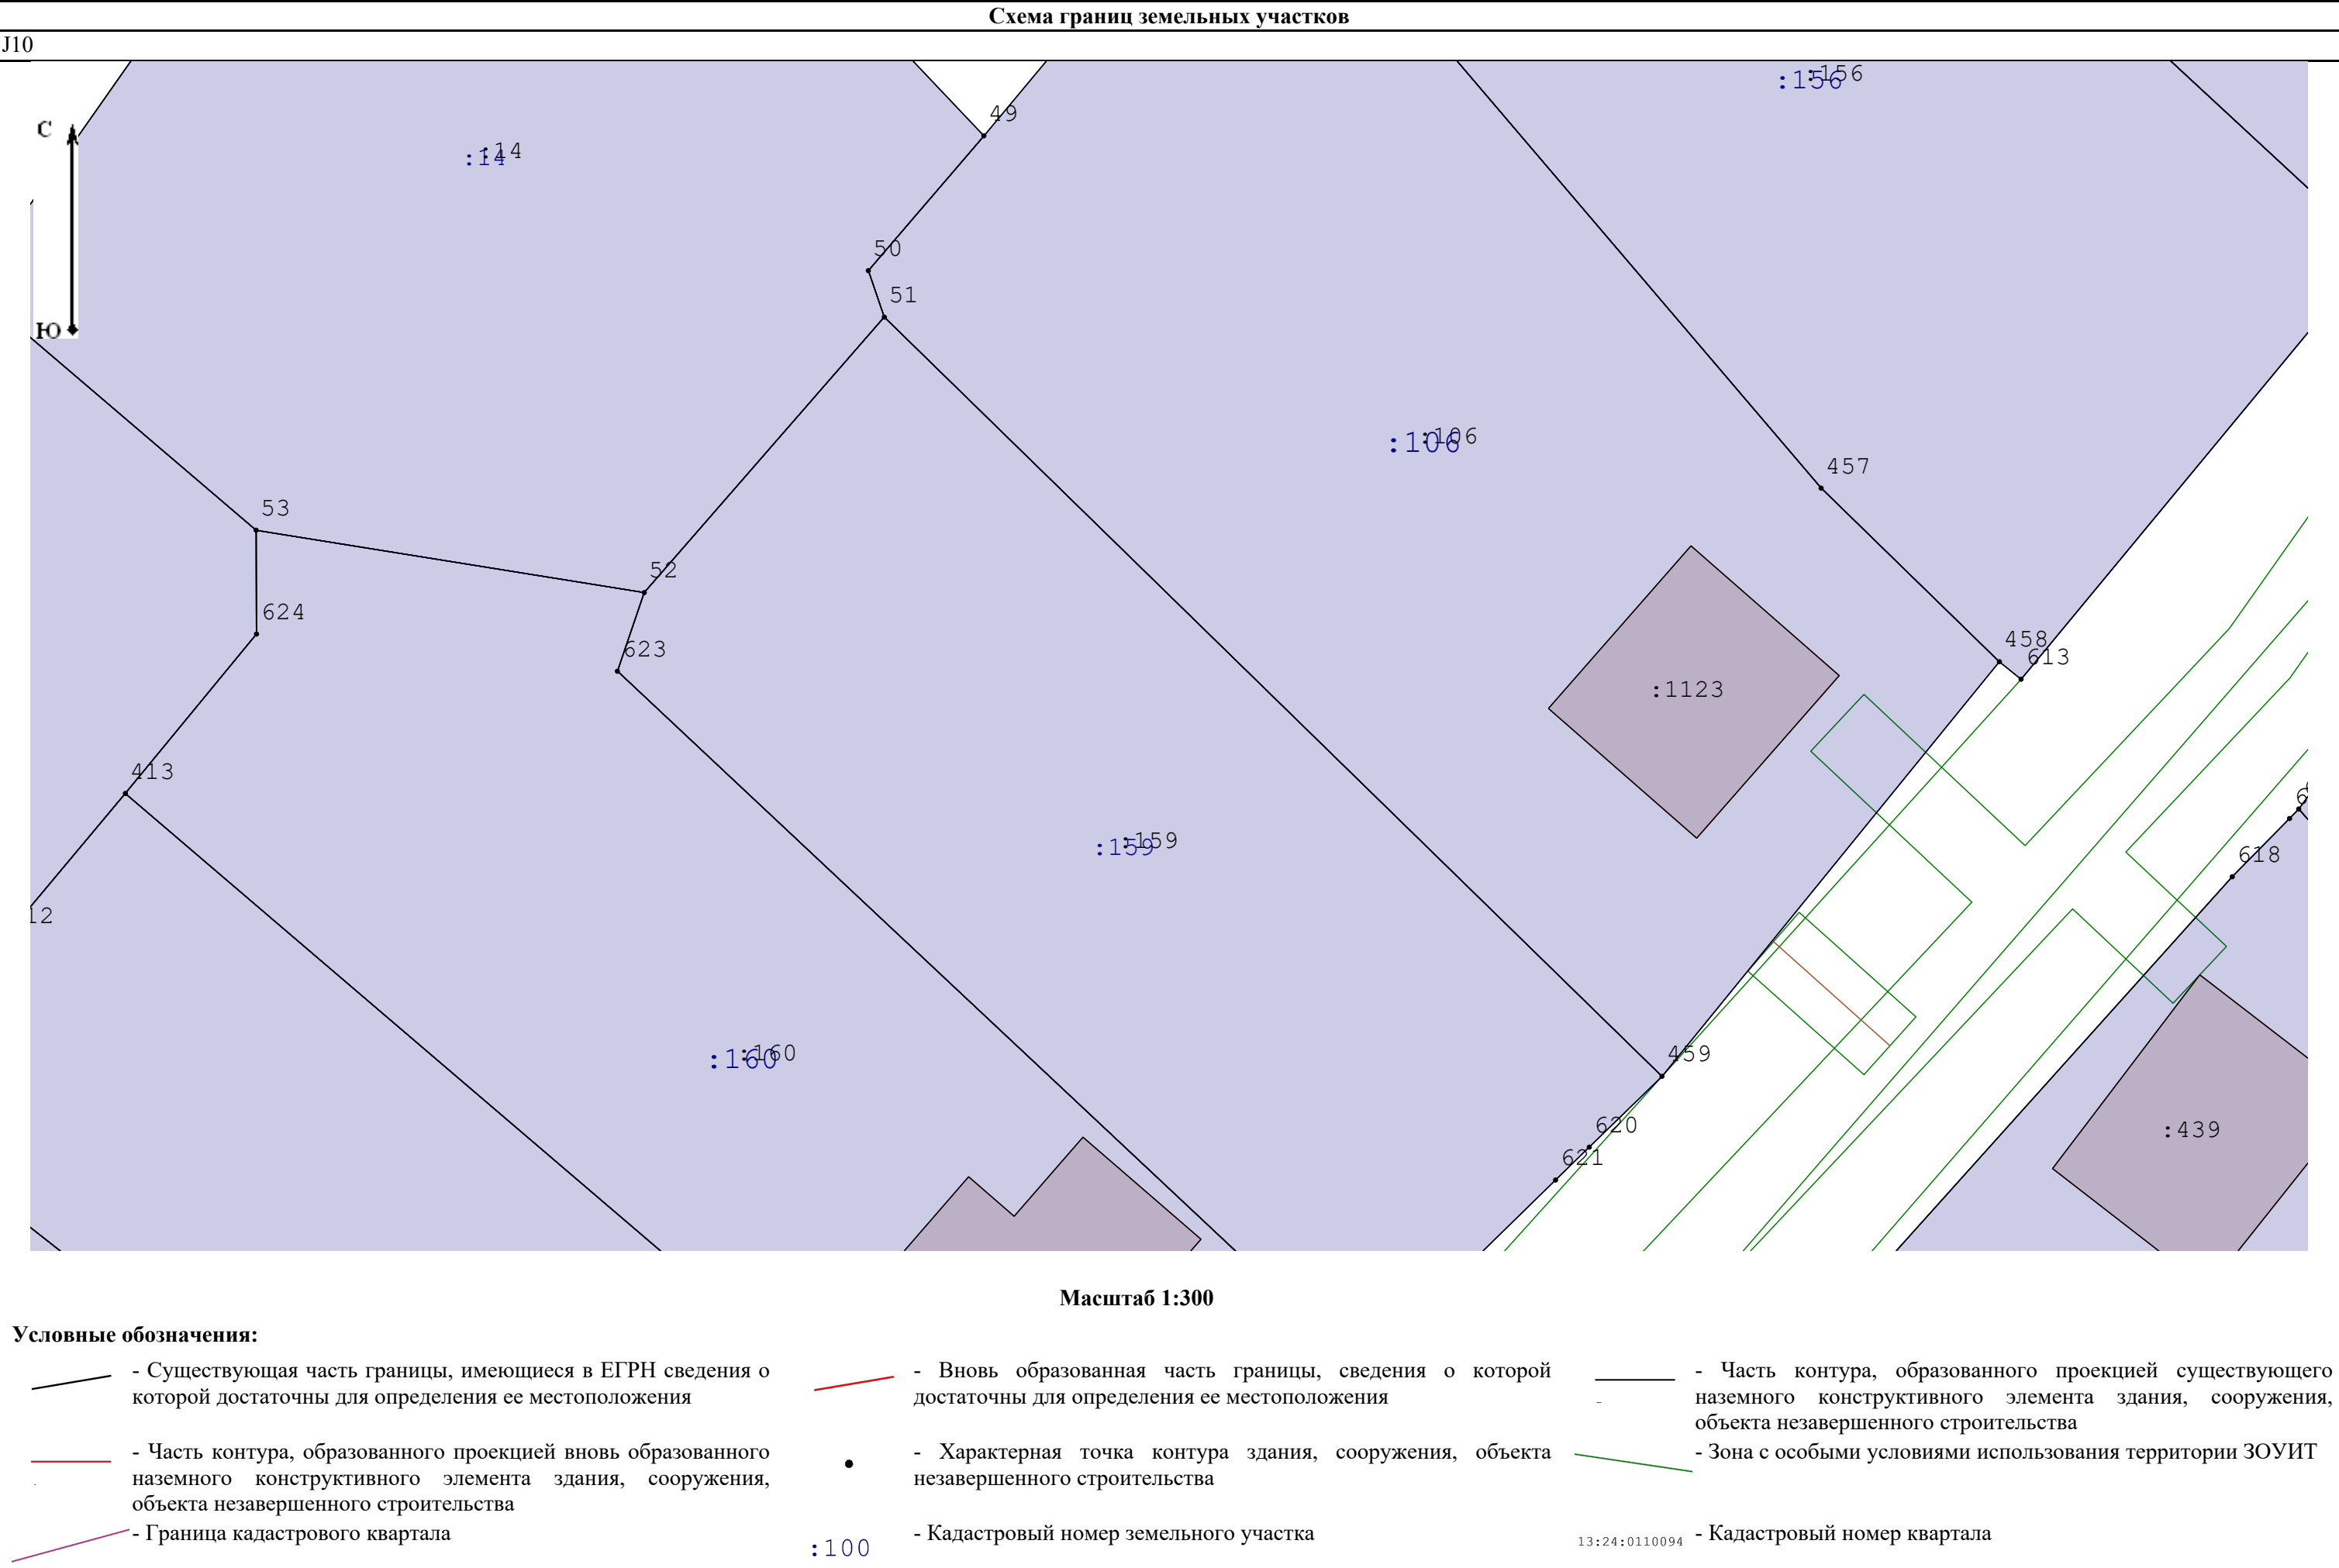 Схема границ земельных участков
J10
С
Ю
:14
:14
49
:156
:156
50
51
:106
:106
457
53
52
624
623
458
613
:1123
413
12
:159
:159
618
:160
:160
459
620
621
:439
Масштаб 1:300
Условные обозначения:
- Существующая часть границы, имеющиеся в ЕГРН сведения о
которой достаточны для определения ее местоположения
- Вновь образованная часть границы, сведения о которой
достаточны для определения ее местоположения
- Часть контура, образованного проекцией существующего
наземного конструктивного элемента здания, сооружения,
объекта незавершенного строительства
- Часть контура, образованного проекцией вновь образованного
наземного конструктивного элемента здания, сооружения,
объекта незавершенного строительства
- Характерная точка контура здания, сооружения, объекта
незавершенного строительства
- Зона с особыми условиями использования территории ЗОУИТ
- Граница кадастрового квартала
:100
- Кадастровый номер земельного участка
13:24:0110094
- Кадастровый номер квартала